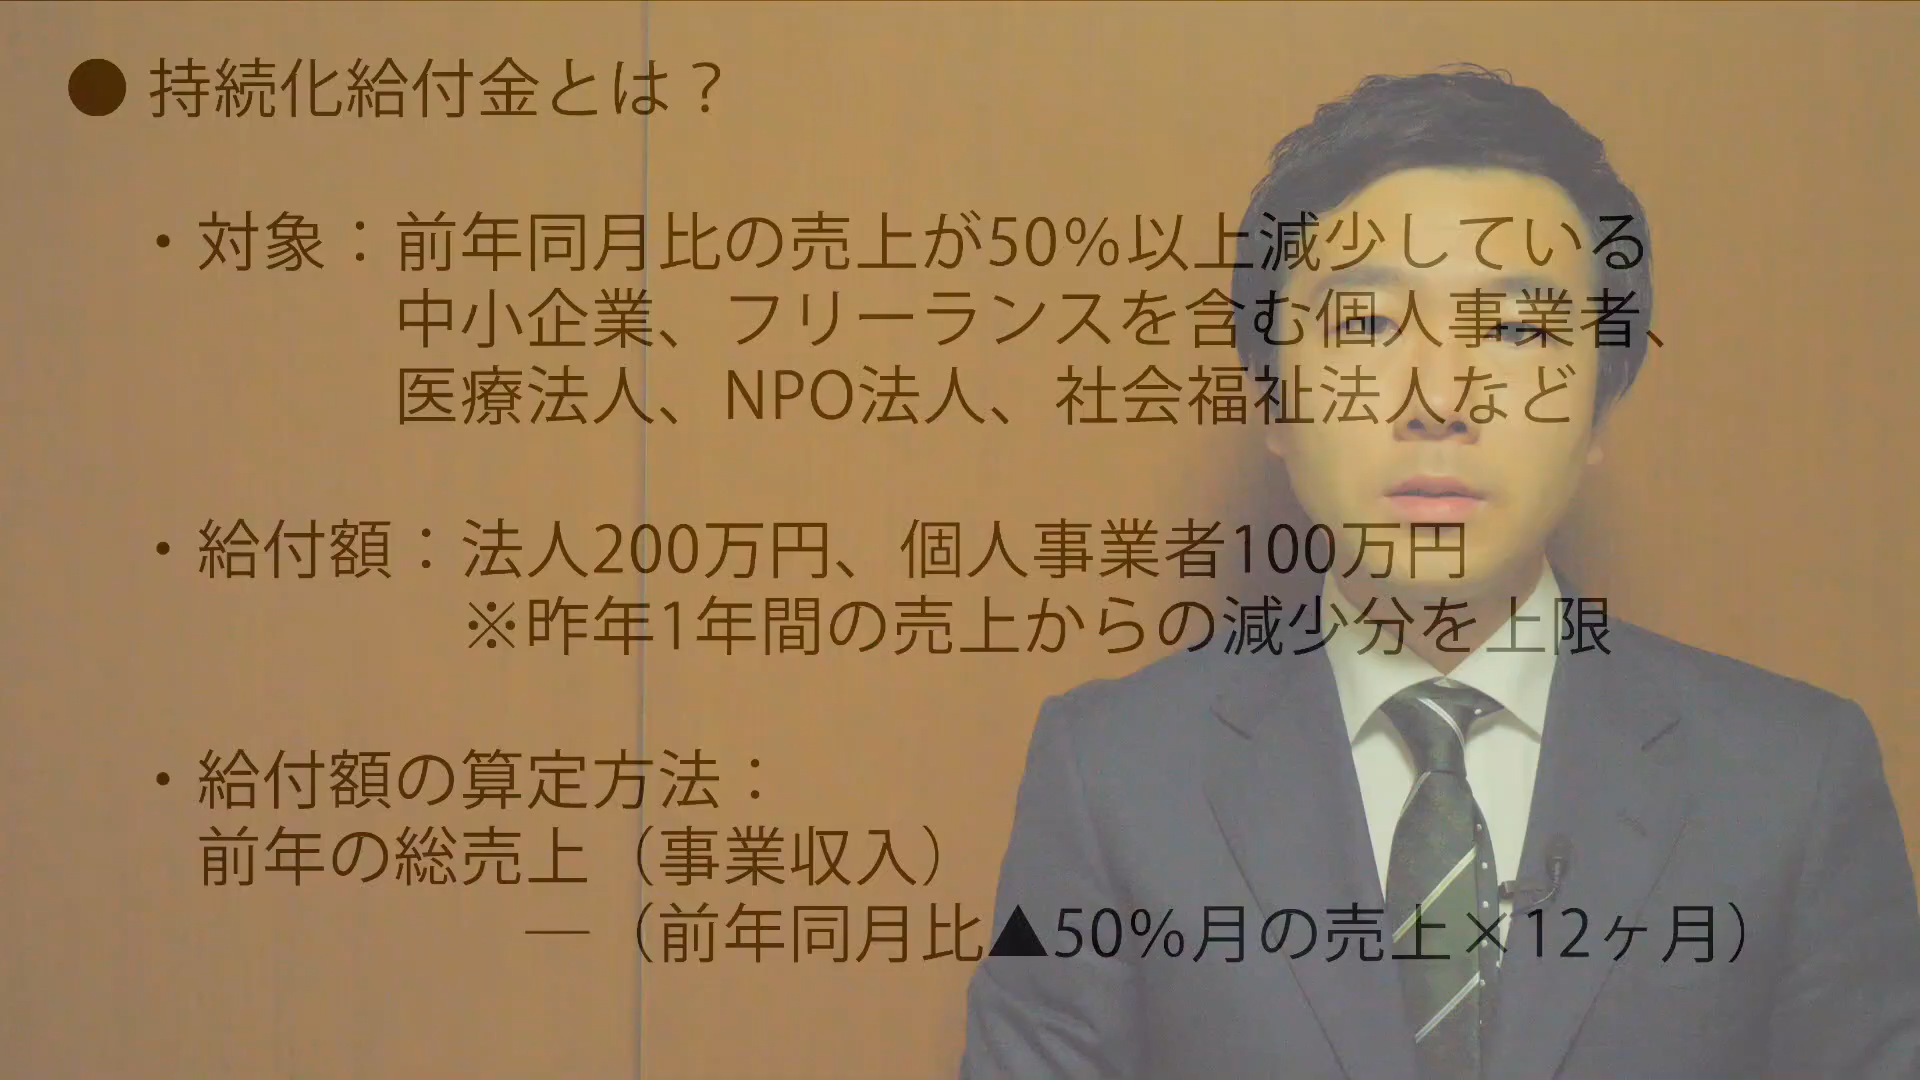 ● 持続化給付金とは？
・対象：前年同月比の売上が50％以上減少している
中小企業、フリーランスを含む個人事業者、
医療法人、NPO法人、社会福祉法人など
・給付額：法人200万円、個人事業者100万円
※昨年1年間の売上からの減少分を上限
・給付額の算定方法：
前年の総売上（事業収入）
―（前年同月比▲50％月の売上×12ヶ月）